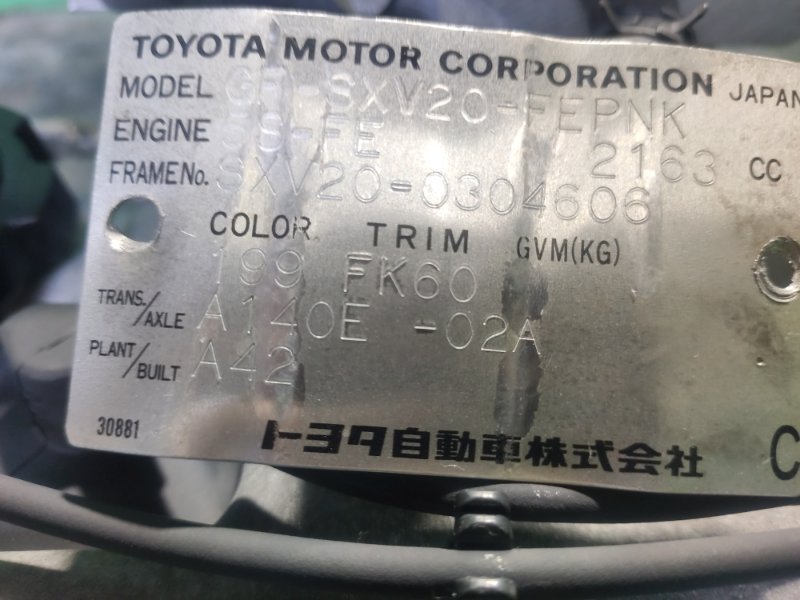 TOYOTA MOTOR CORPORATION JAPAN
MODEL GF-SXV20-FEPNK
ENGINE 5S-FE 2163 CC
FRAME No. SXV20-0304606
COLOR TRIM GVM(KG)
199 FK60
TRANS./AXLE A140E -02A
PLANT/BUILT A42
30881 トヨタ自動車株式会社 C